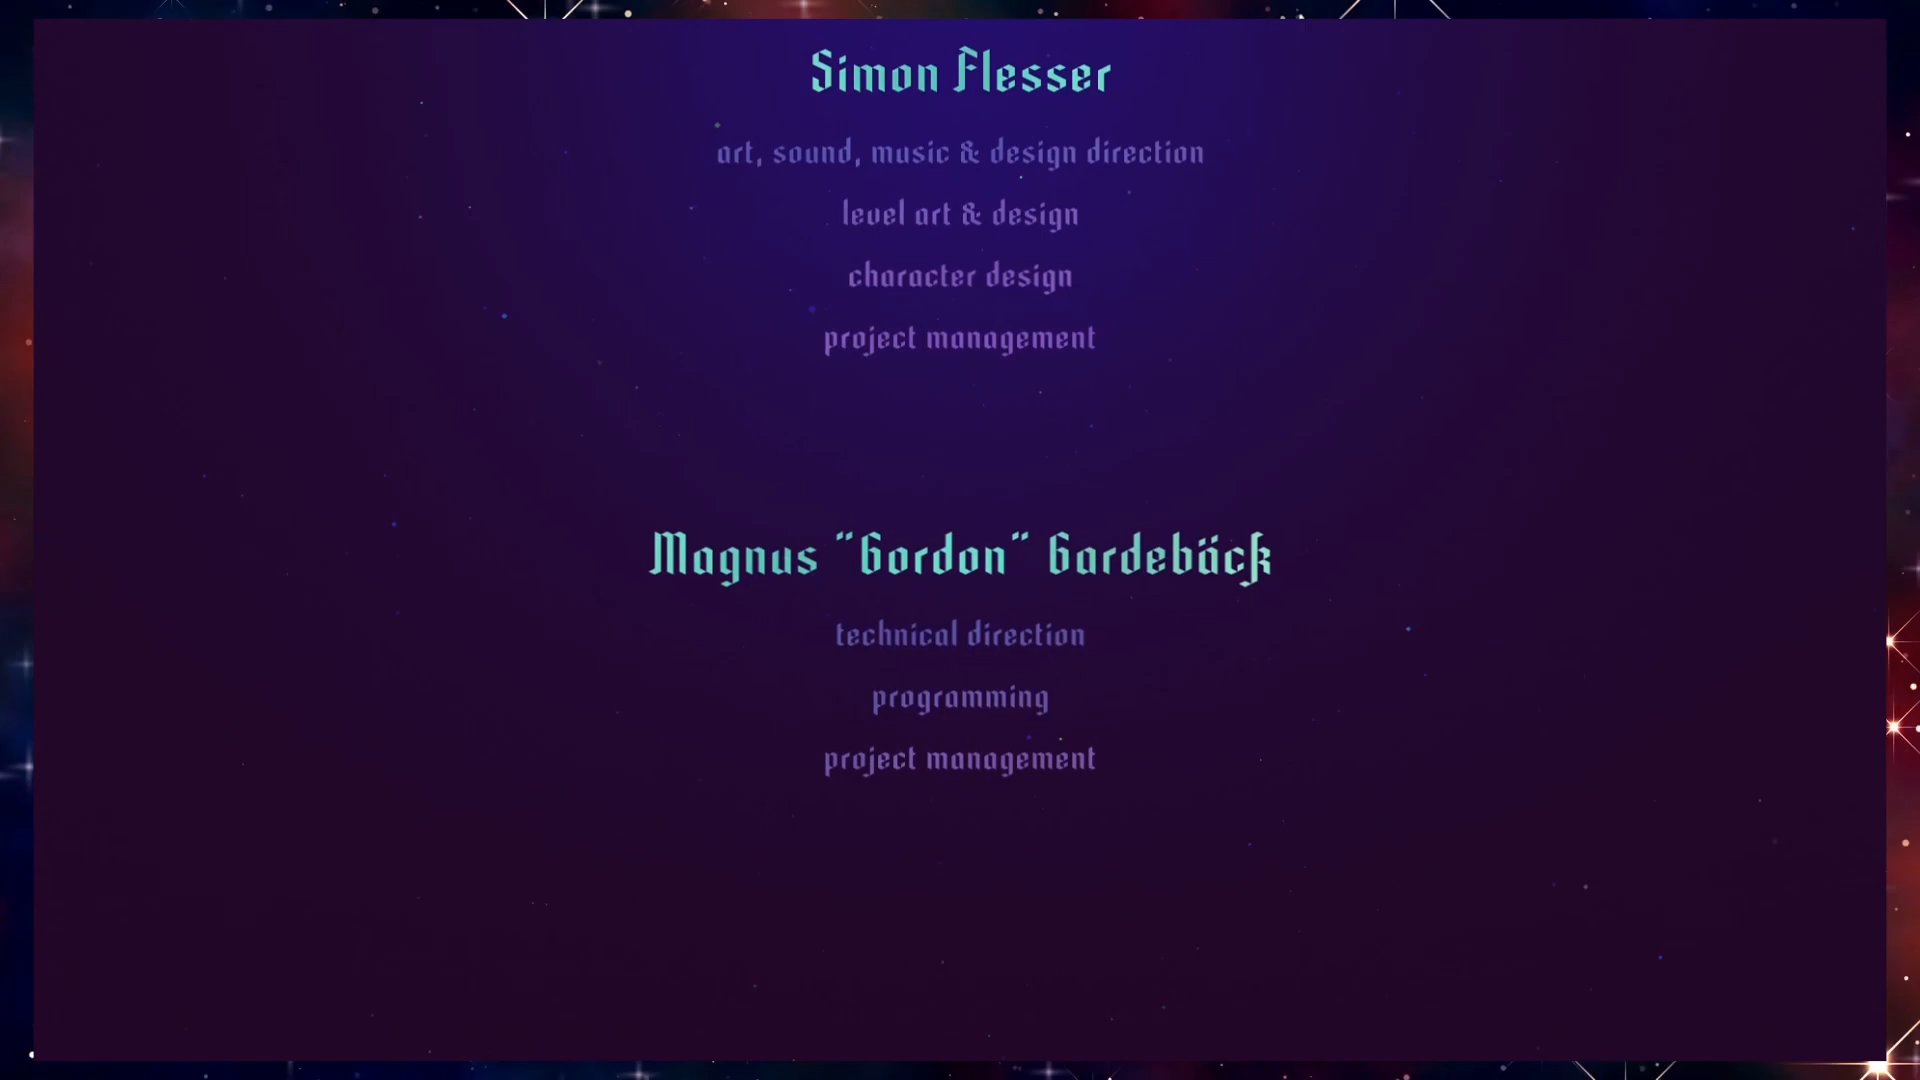 Simon Flesser
art, sound, music & design direction
level art & design
character design
project management
Magnus "Gordon" Gardebäck
technical direction
programming
project management